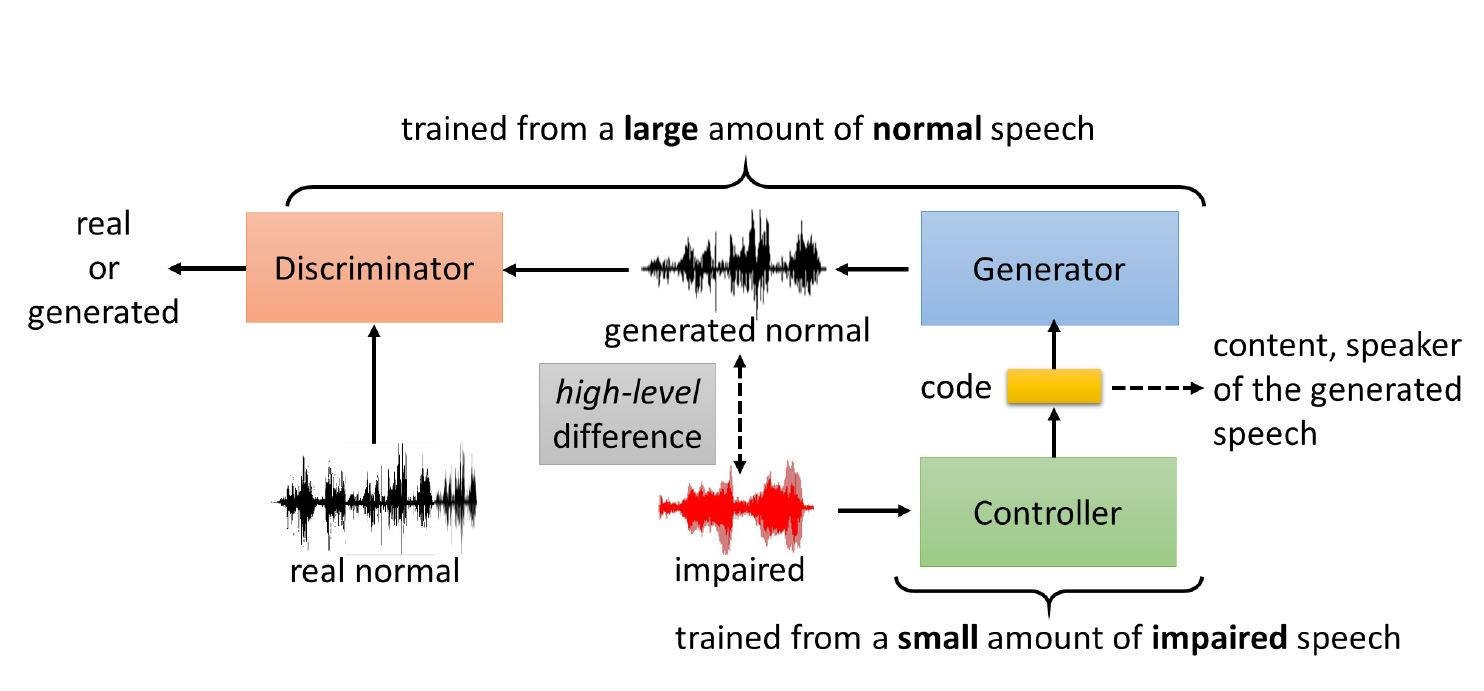 trained from a large amount of normal speech
real
or
generated
Discriminator
Generator
generated normal
high-level
difference
code
content, speaker
of the generated
speech
Controller
real normal
impaired
trained from a small amount of impaired speech